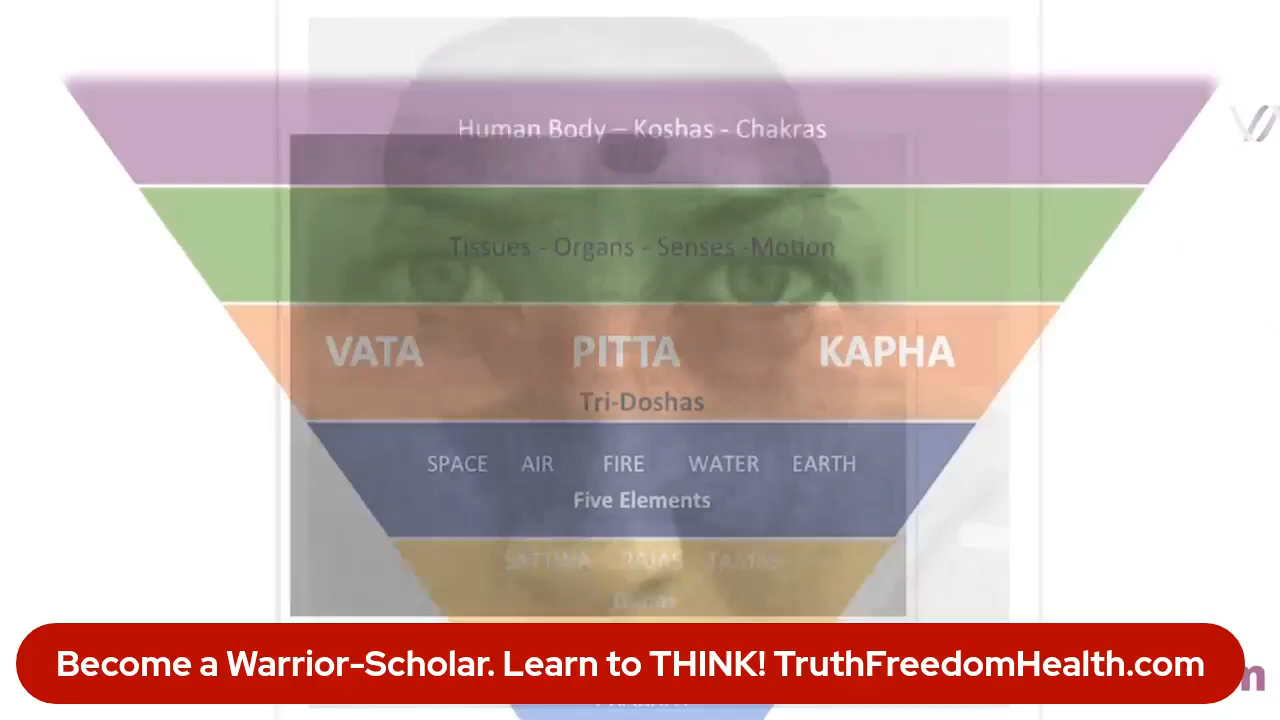 Human Body – Koshas - Chakras
Tissues - Organs - Senses -Motion
VATA PITTA KAPHA
Tri-Doshas
SPACE AIR FIRE WATER EARTH
Five Elements
SATTWA RAJAS TAMAS
Become a Warrior-Scholar. Learn to THINK! TruthFreedomHealth.com